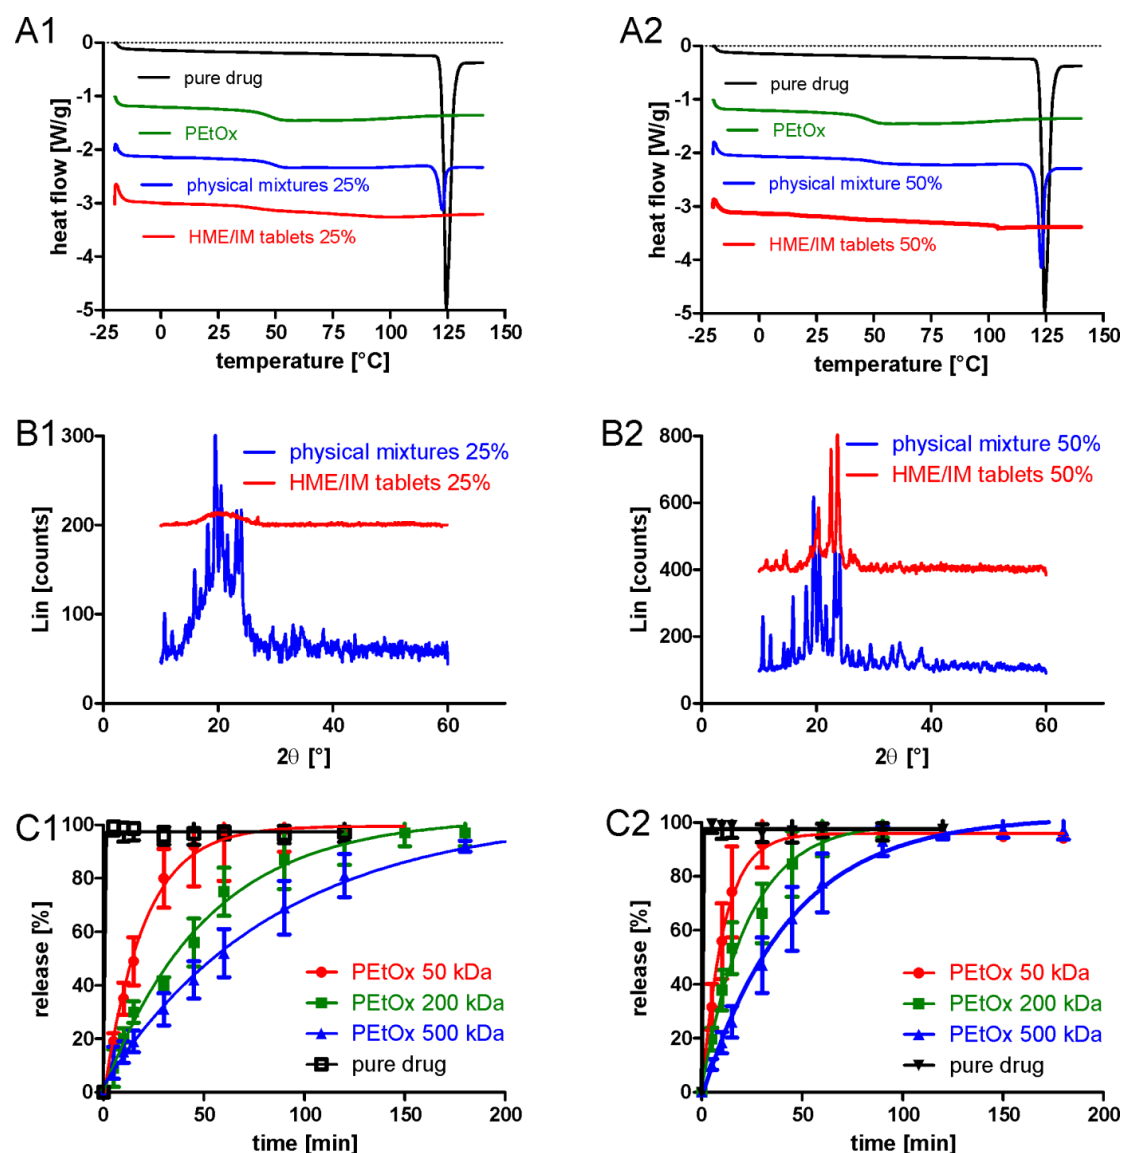 A1
0
-1
-2
-3
-4
-5
heat flow [W/g]
pure drug
PEtOx
physical mixtures 25%
HME/IM tablets 25%
-25 0 25 50 75 100 125 150
temperature [°C]
A2
0
-1
-2
-3
-4
-5
heat flow [W/g]
pure drug
PEtOx
physical mixture 50%
HME/IM tablets 50%
-25 0 25 50 75 100 125 150
temperature [°C]
B1
300
200
100
0
Lin [counts]
physical mixtures 25%
HME/IM tablets 25%
0 20 40 60
2θ [°]
B2
800
600
400
200
0
Lin [counts]
physical mixture 50%
HME/IM tablets 50%
0 20 40 60
2θ [°]
C1
100
80
60
40
20
0
release [%]
PEtOx 50 kDa
PEtOx 200 kDa
PEtOx 500 kDa
pure drug
0 50 100 150 200
time [min]
C2
100
80
60
40
20
0
release [%]
PEtOx 50 kDa
PEtOx 200 kDa
PEtOx 500 kDa
pure drug
0 50 100 150 200
time [min]